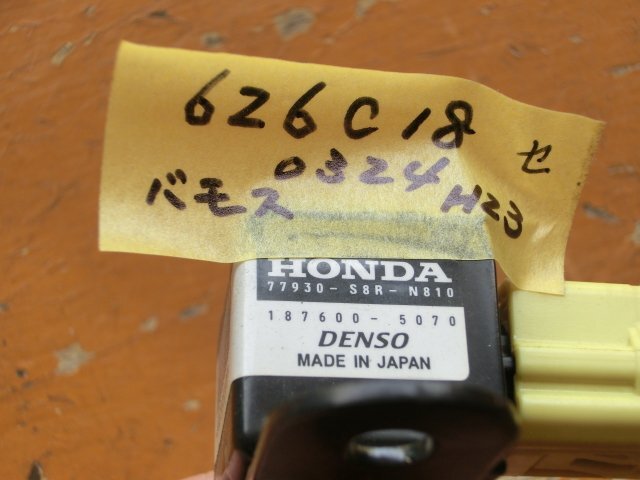 626C18
セ
0324
バモス
H23
HONDA
77930-S8R-N810
187600-5070
DENSO
MADE IN JAPAN